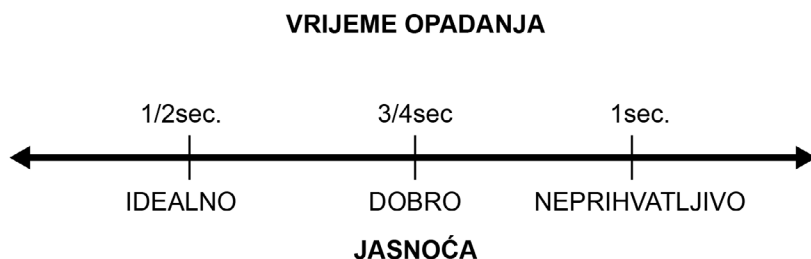 VRIJEME OPADANJA
1/2sec. 3/4sec 1sec.
IDEALNO DOBRO NEPRIHVATLJIVO
JASNOĆA